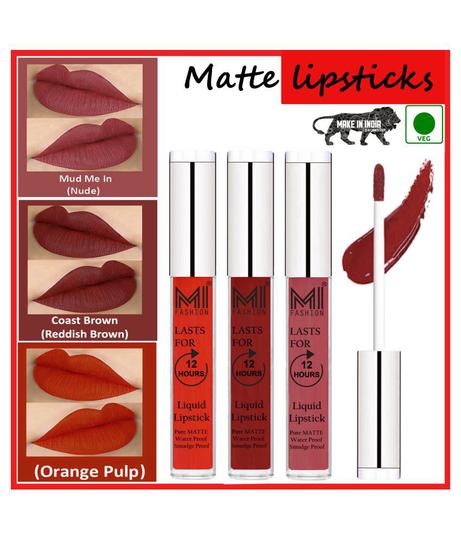 Matte lipsticks
MAKE IN INDIA
VEG
Mud Me In
(Nude)
Coast Brown
(Reddish Brown)
(Orange Pulp)
MI
FASHION
LASTS
FOR
12
HOURS
Liquid
Lipstick
Pure MATTE
Water Proof
Smudge Proof
MI
FASHION
LASTS
FOR
12
HOURS
Liquid
Lipstick
Pure MATTE
Water Proof
Smudge Proof
MI
FASHION
LASTS
FOR
12
HOURS
Liquid
Lipstick
Pure MATTE
Water Proof
Smudge Proof